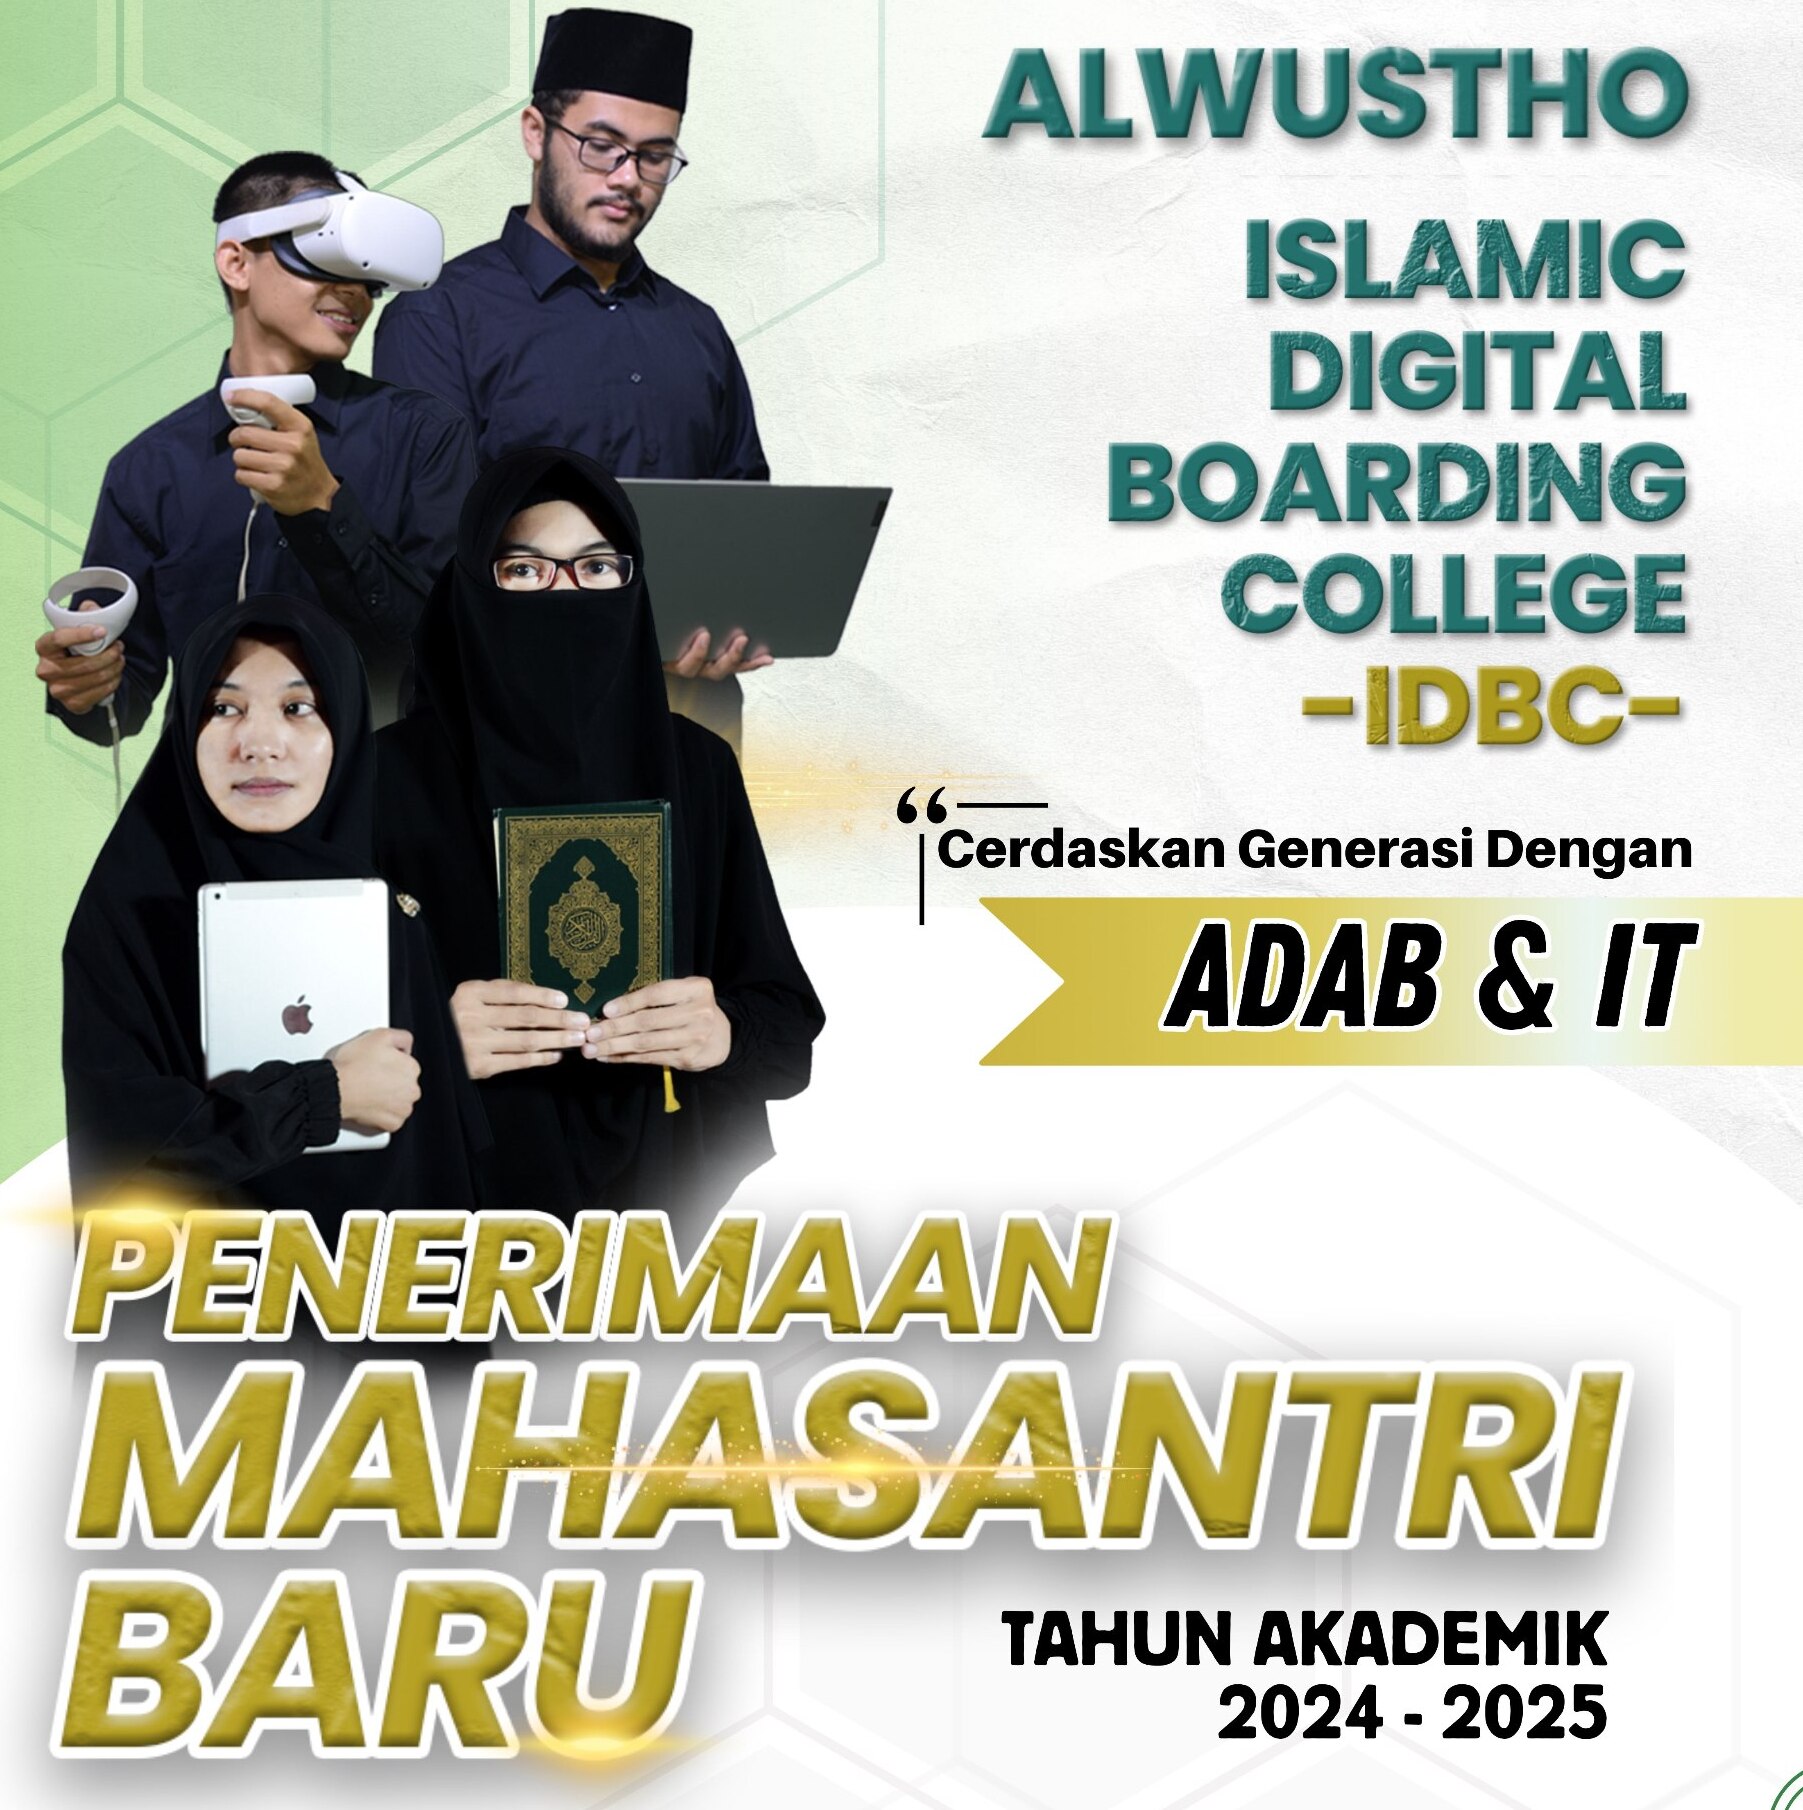 ALWUSTHO
ISLAMIC
DIGITAL
BOARDING
COLLEGE
-IDBC-
“Cerdaskan Generasi Dengan
ADAB & IT
PENERIMAAN
MAHASANTRI
BARU
TAHUN AKADEMIK
2024 - 2025